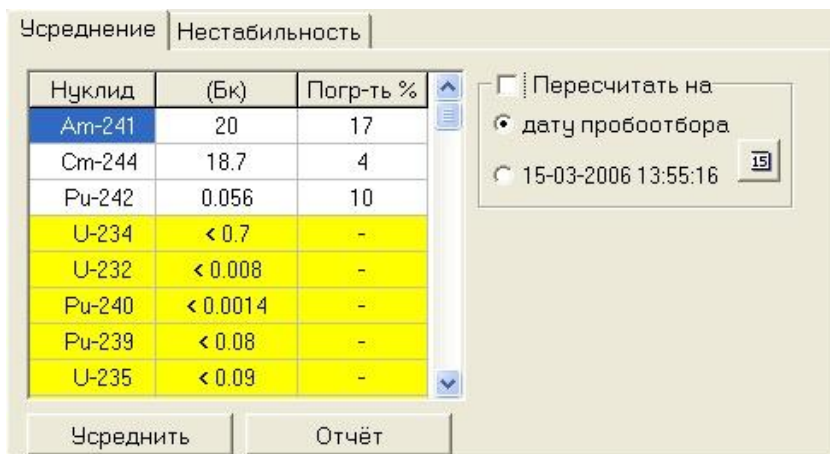 Усреднение Нестабильность
Нуклид (Бк) Погр-ть %
Am-241 20 17
Cm-244 18.7 4
Pu-242 0.056 10
U-234 < 0.7 -
U-232 < 0.008 -
Pu-240 < 0.0014 -
Pu-239 < 0.08 -
U-235 < 0.09 -
Пересчитать на
дату пробоотбора
15-03-2006 13:55:16 15
Усреднить Отчёт